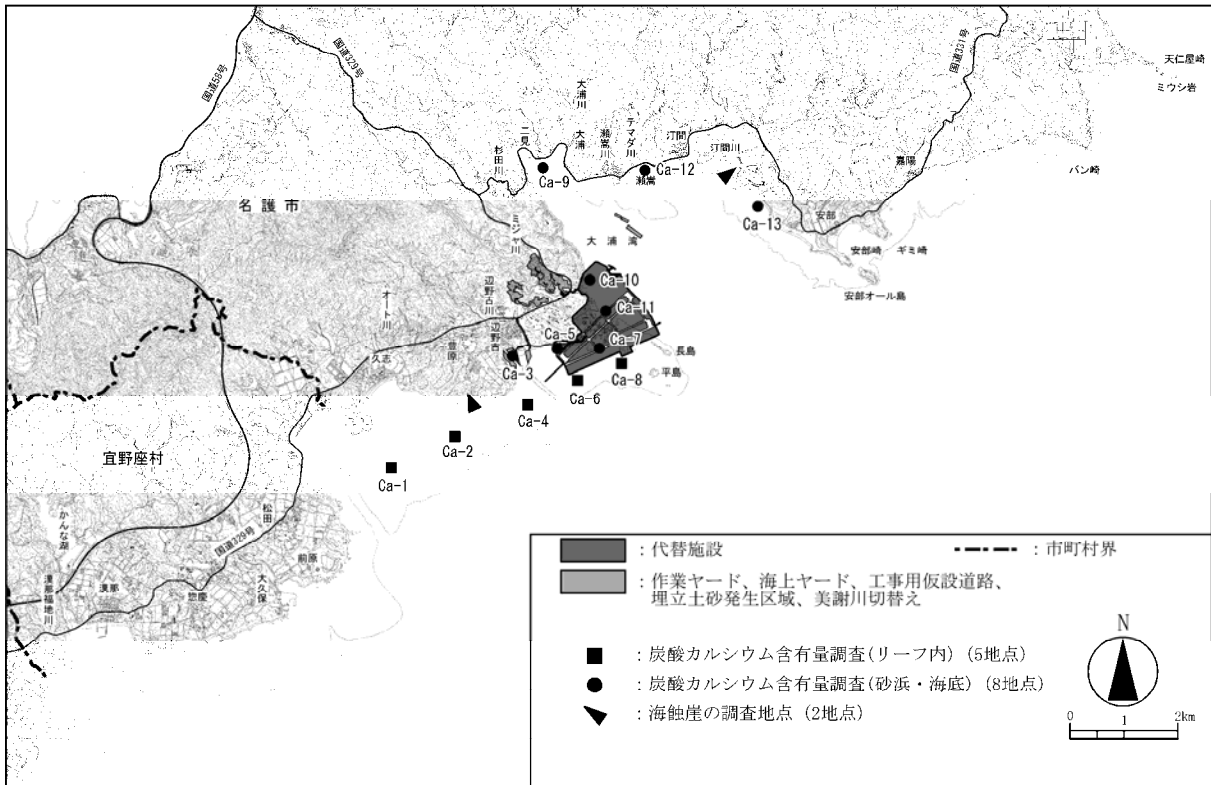 国道58号
国道329号
国道331号
天仁屋崎
ミウシ岩
バン崎
嘉陽
杉田川
二見
大浦川
大浦
瀬嵩川
テマダ川
汀間
汀間川
瀬嵩
Ca-9
Ca-12
Ca-13
名護市
ミジャ川
大浦湾
安部
安部崎
ギミ崎
安部オール島
Ca-10
Ca-11
辺野古川
辺野古
オート川
豊原
久志
Ca-5
Ca-7
Ca-3
Ca-8
Ca-6
長島
平島
Ca-4
Ca-2
Ca-1
宜野座村
かんな湖
松田
国道329号
前原
大久保
惣慶
漢那
漢那福地川
：代替施設
：市町村界
：作業ヤード、海上ヤード、工事用仮設道路、
埋立土砂発生区域、美謝川切替え
：炭酸カルシウム含有量調査(リーフ内) (5地点)
：炭酸カルシウム含有量調査(砂浜・海底) (8地点)
：海蝕崖の調査地点 (2地点)
N
0 1 2km